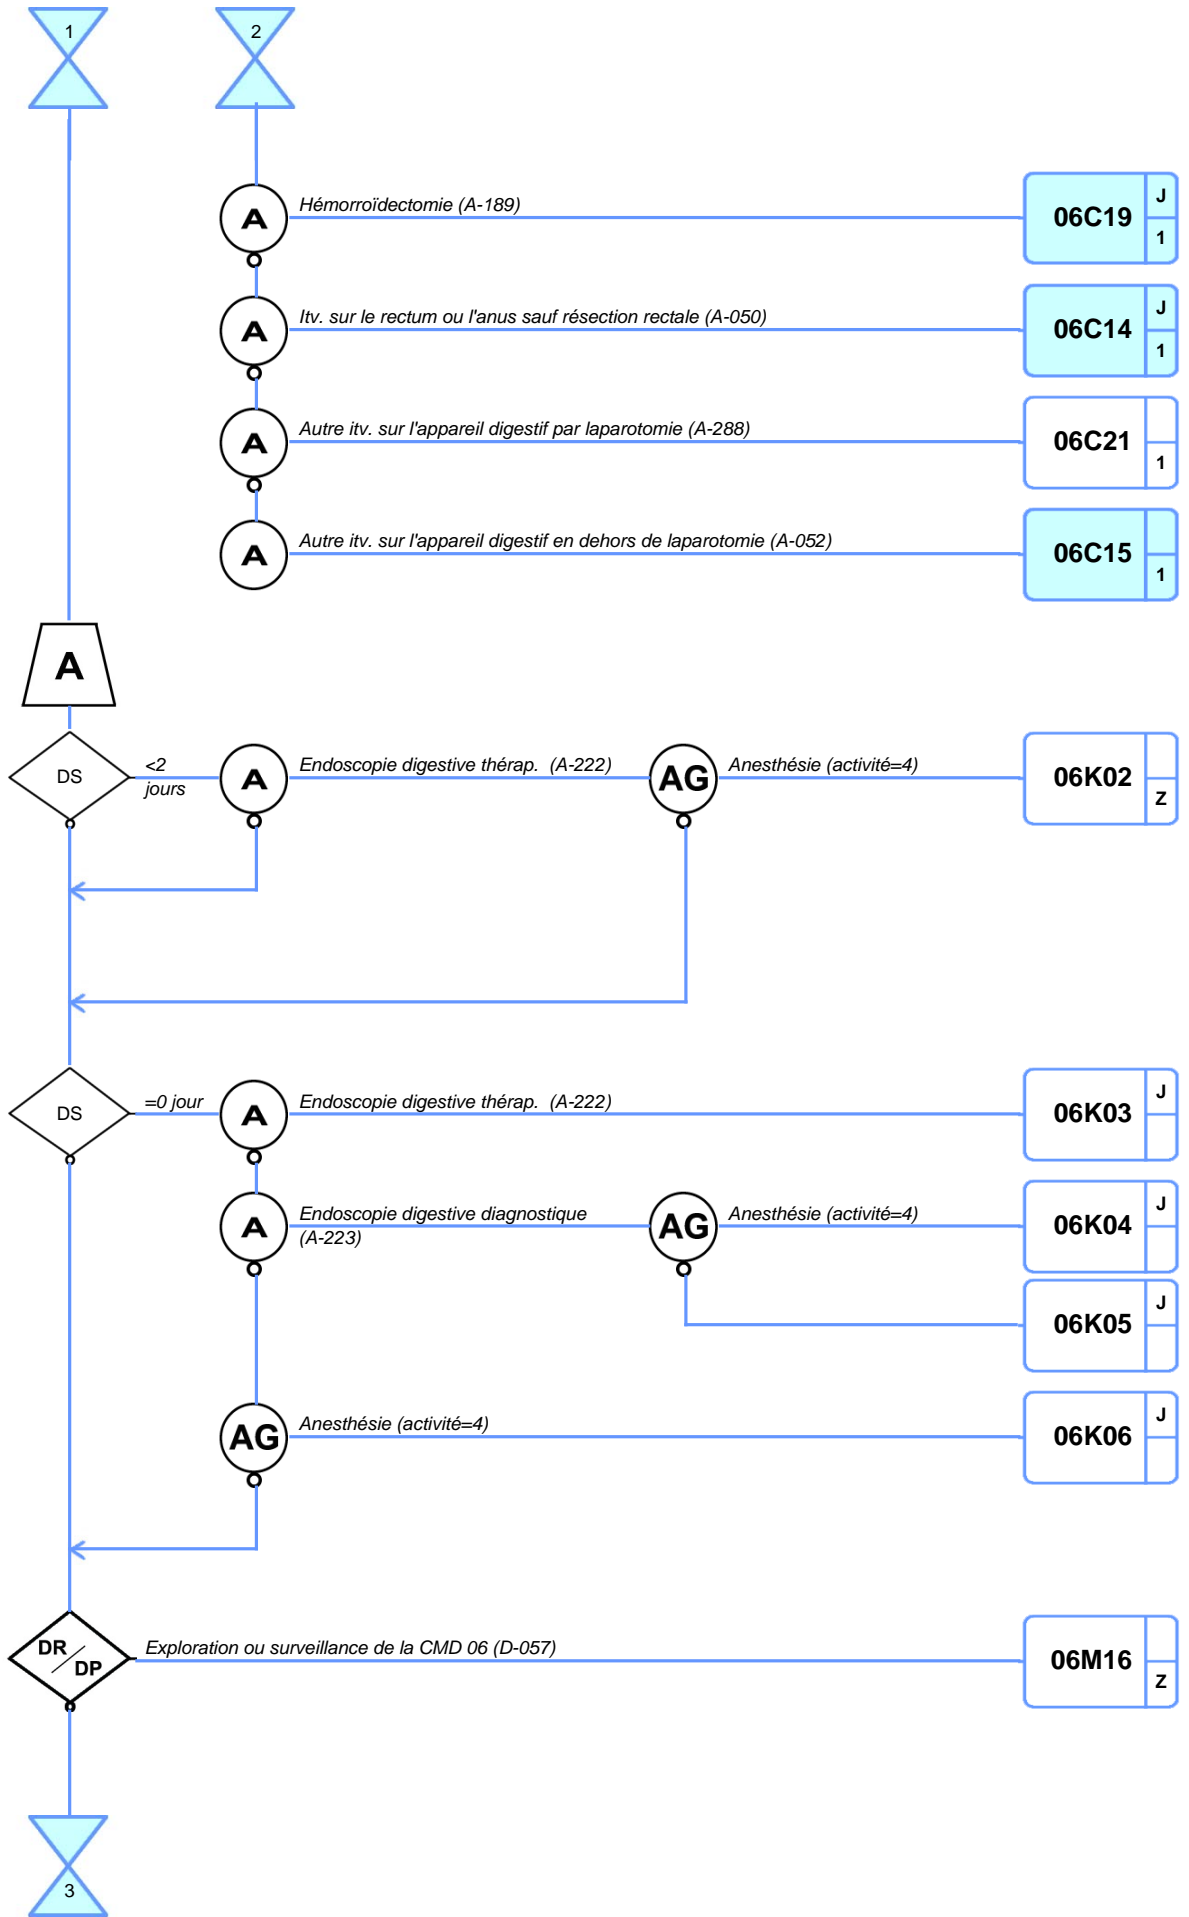 1
2
A
Hémorroïdectomie (A-189)
06C19
J
1
A
Itv. sur le rectum ou l'anus sauf résection rectale (A-050)
06C14
J
1
A
Autre itv. sur l'appareil digestif par laparotomie (A-288)
06C21
1
A
Autre itv. sur l'appareil digestif en dehors de laparotomie (A-052)
06C15
1
A
DS
<2
jours
A
Endoscopie digestive thérap. (A-222)
AG
Anesthésie (activité=4)
06K02
Z
DS
=0 jour
A
Endoscopie digestive thérap. (A-222)
06K03
J
A
Endoscopie digestive diagnostique
(A-223)
AG
Anesthésie (activité=4)
06K04
J
06K05
J
AG
Anesthésie (activité=4)
06K06
J
DR
/
DP
Exploration ou surveillance de la CMD 06 (D-057)
06M16
Z
3